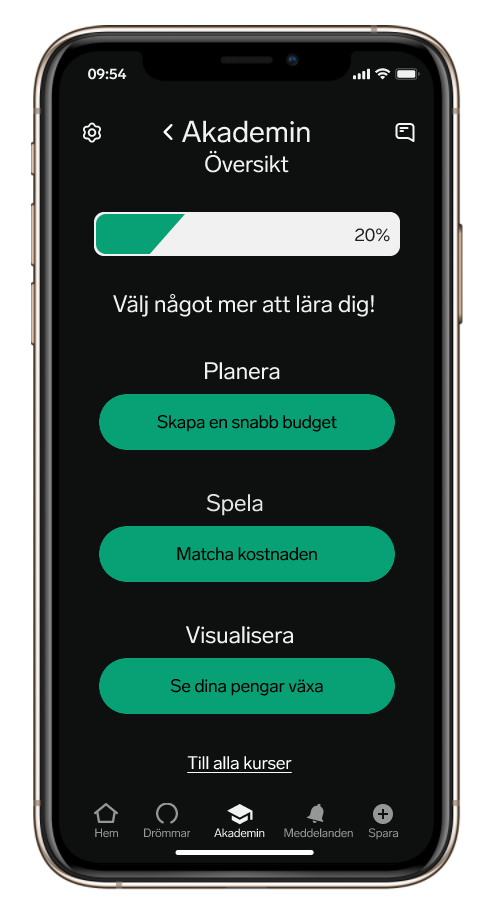 09:54
Akademin
Översikt
20%
Välj något mer att lära dig!
Planera
Skapa en snabb budget
Spela
Matcha kostnaden
Visualisera
Se dina pengar växa
Till alla kurser
Hem Drömmar Akademin Meddelanden Spara